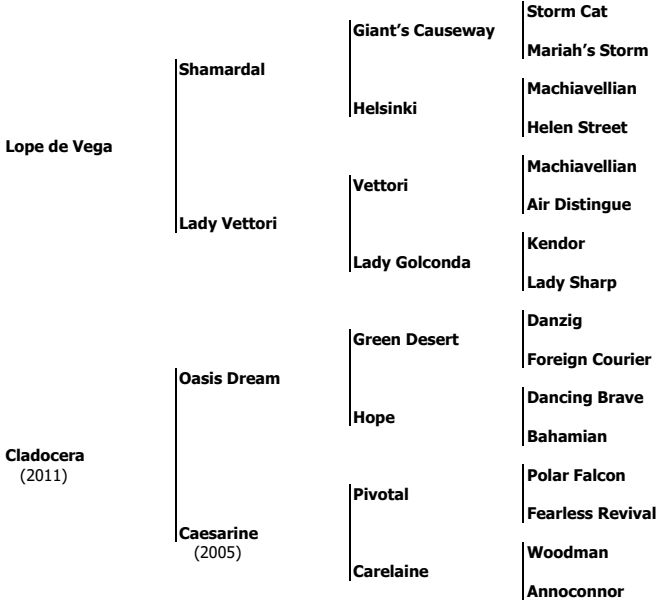 Storm Cat
Giant's Causeway
Mariah's Storm
Shamardal
Machiavellian
Helsinki
Helen Street
Lope de Vega
Machiavellian
Vettori
Air Distingue
Lady Vettori
Kendor
Lady Golconda
Lady Sharp
Danzig
Green Desert
Foreign Courier
Oasis Dream
Dancing Brave
Hope
Bahamian
Cladocera
(2011)
Polar Falcon
Pivotal
Fearless Revival
Caesarine
(2005)
Woodman
Carelaine
Annoconnor